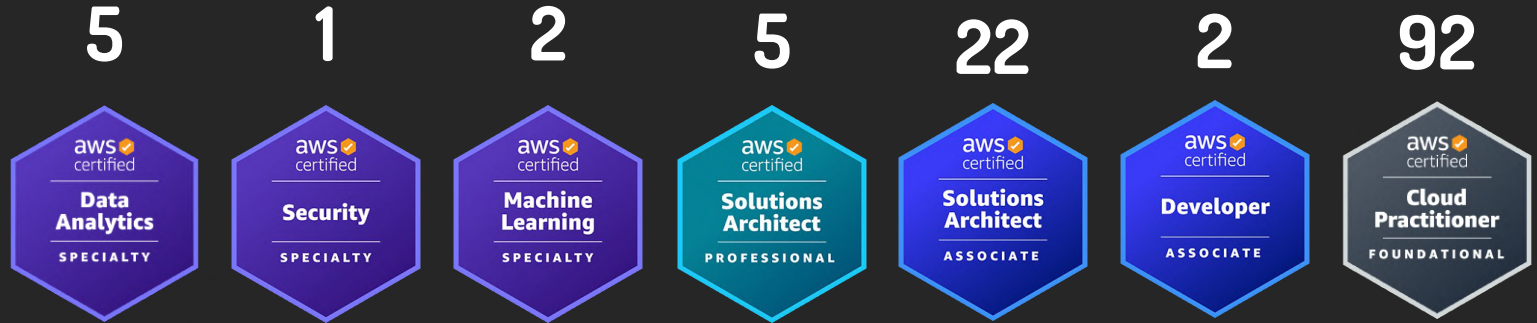 5 1 2 5 22 2 92
aws
certified
Data
Analytics
SPECIALTY
aws
certified
Security
SPECIALTY
aws
certified
Machine
Learning
SPECIALTY
aws
certified
Solutions
Architect
PROFESSIONAL
aws
certified
Solutions
Architect
ASSOCIATE
aws
certified
Developer
ASSOCIATE
aws
certified
Cloud
Practitioner
FOUNDATIONAL